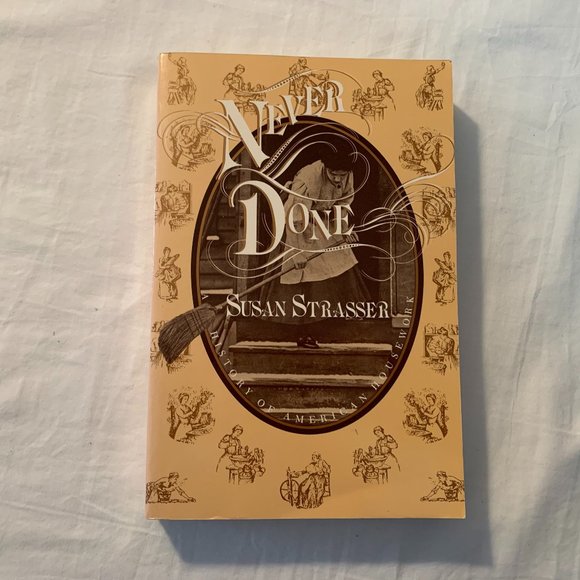 NEVER
DONE
SUSAN STRASSER
A HISTORY OF AMERICAN HOUSEWORK